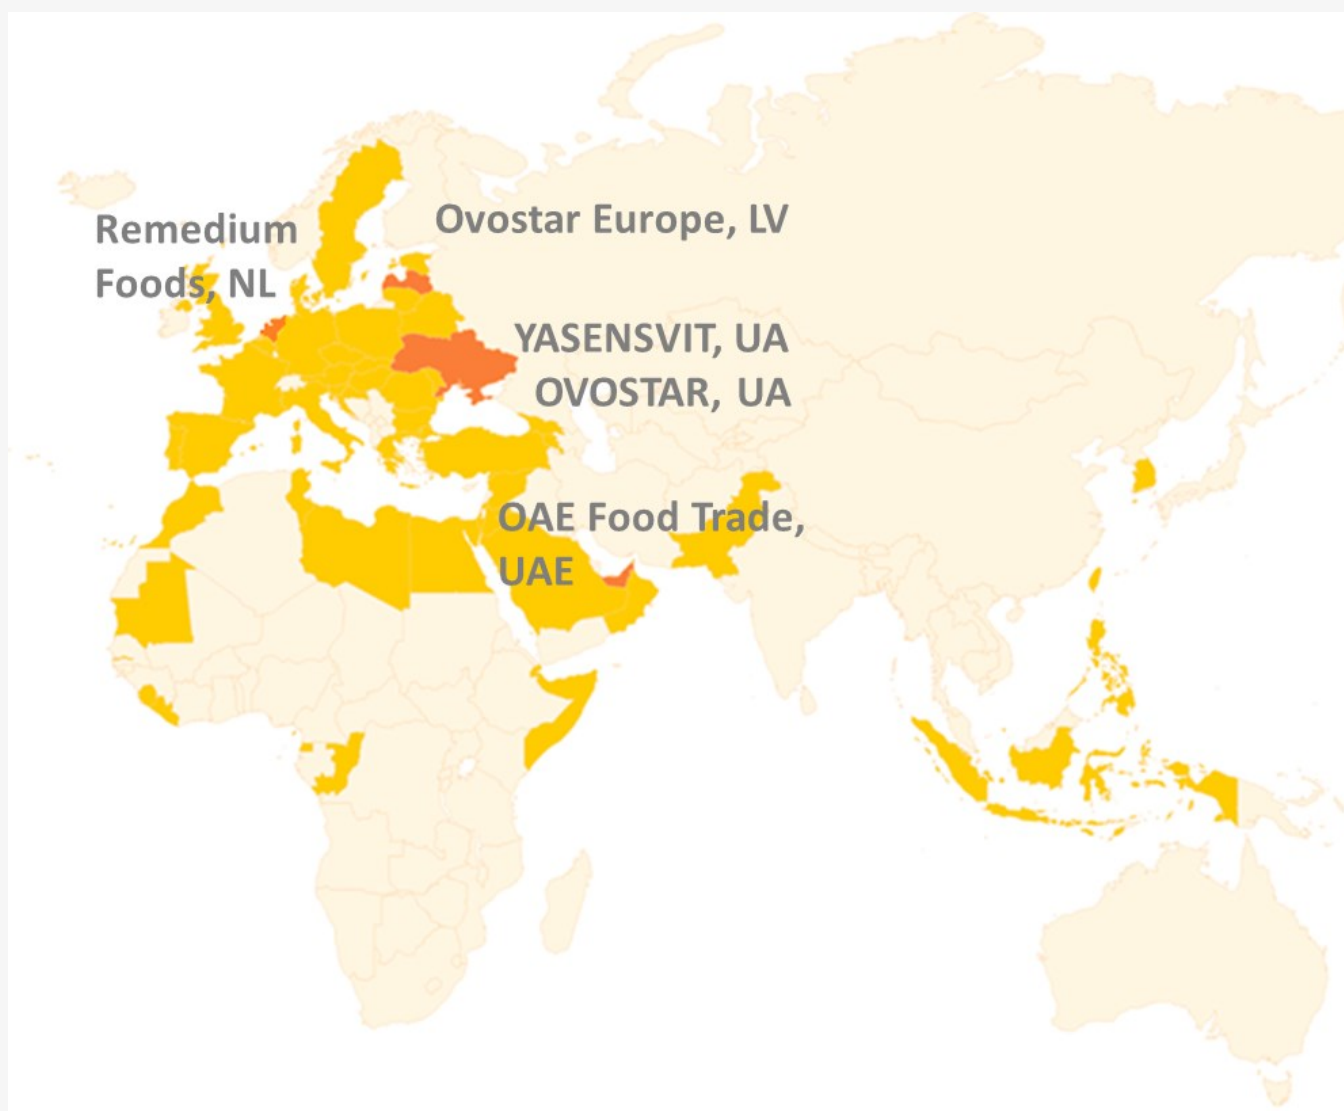 Remedium
Foods, NL
Ovostar Europe, LV
YASENSVIT, UA
OVOSTAR, UA
OAE Food Trade,
UAE